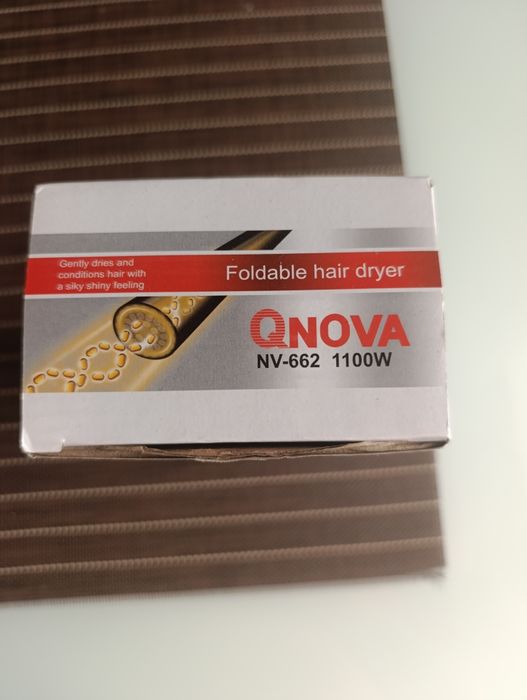 Gently dries and
conditions hair with
a siky shiny feeling
Foldable hair dryer
QNOVA
NV-662 1100W